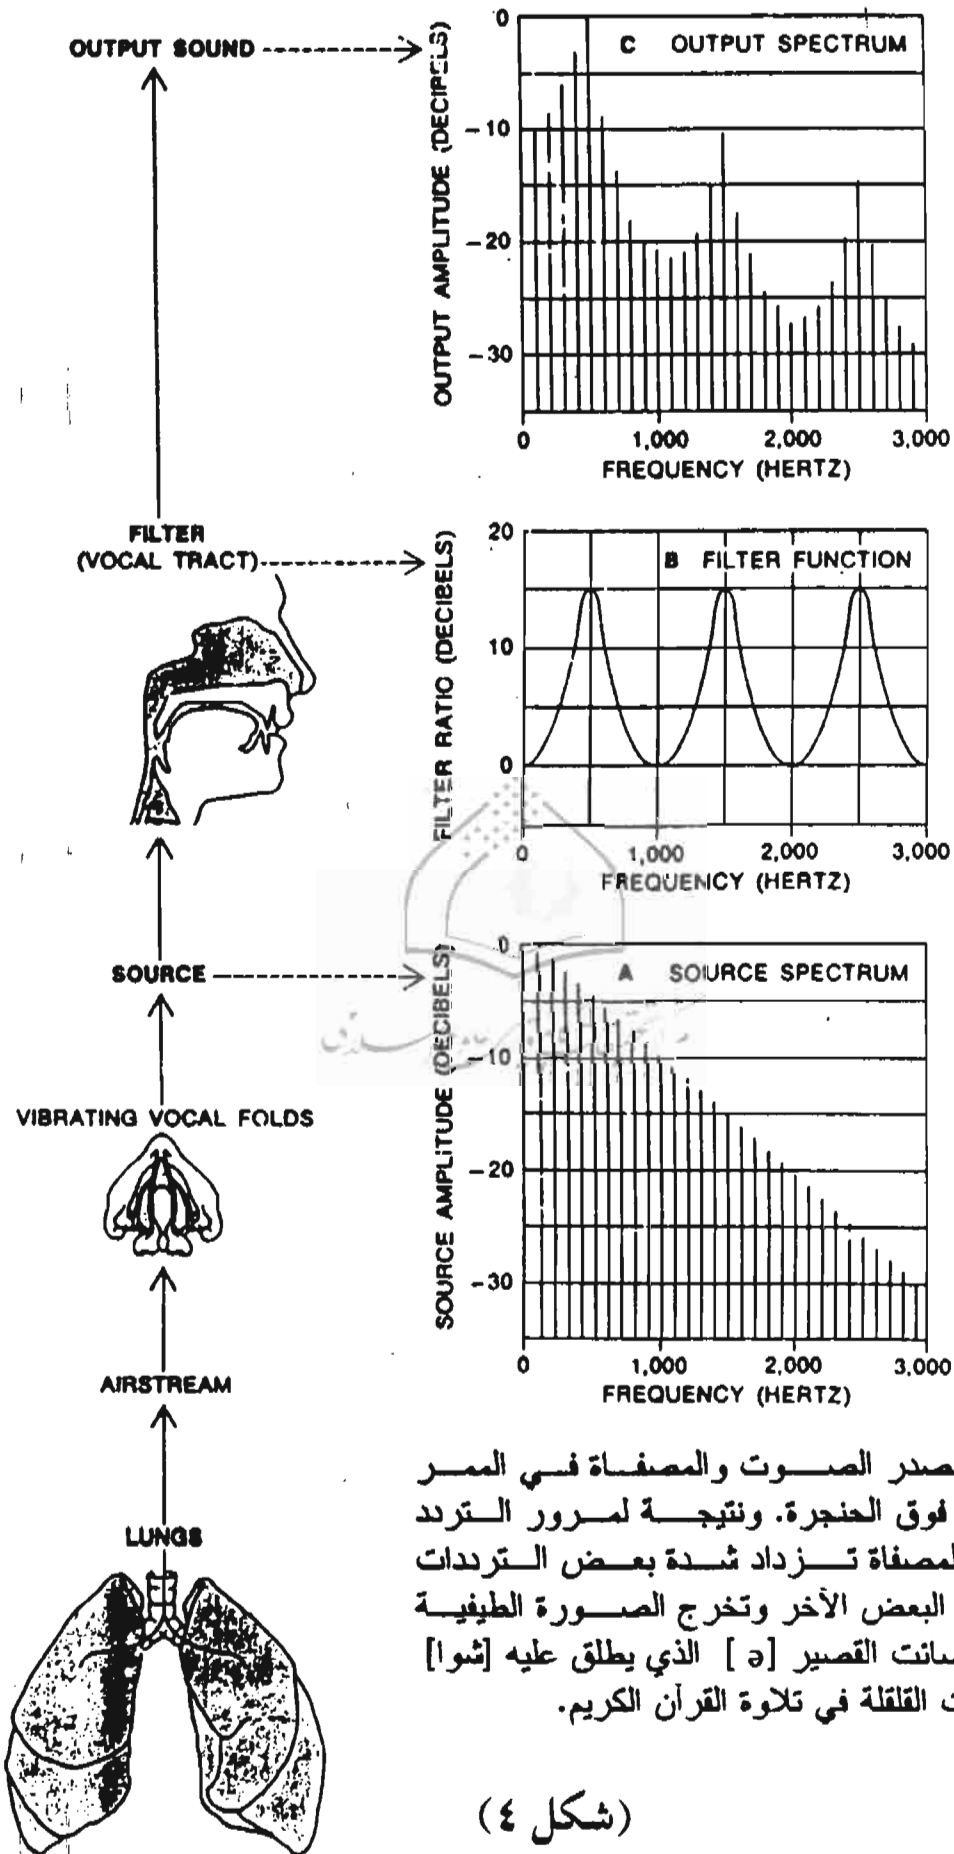 OUTPUT SOUND
C OUTPUT SPECTRUM
OUTPUT AMPLITUDE (DECIBELS)
0
-10
-20
-30
0 1,000 2,000 3,000
FREQUENCY (HERTZ)
FILTER
(VOCAL TRACT)
B FILTER FUNCTION
FILTER RATIO (DECIBELS)
20
10
0
0 1,000 2,000 3,000
FREQUENCY (HERTZ)
SOURCE
A SOURCE SPECTRUM
SOURCE AMPLITUDE (DECIBELS)
0
-10
-20
-30
0 1,000 2,000 3,000
FREQUENCY (HERTZ)
VIBRATING VOCAL FOLDS
AIRSTREAM
LUNGS
صدر الصوت والمصفاة في الممر
فوق الحنجرة. ونتيجة لمرور التردد
لمصفاة تزداد شدة بعض الترددات
البعض الآخر وتخرج الصورة الطيفية
صائت القصير [ə] الذي يطلق عليه [شوا]
ت القلقلة في تلاوة القرآن الكريم.
(شكل ٤)